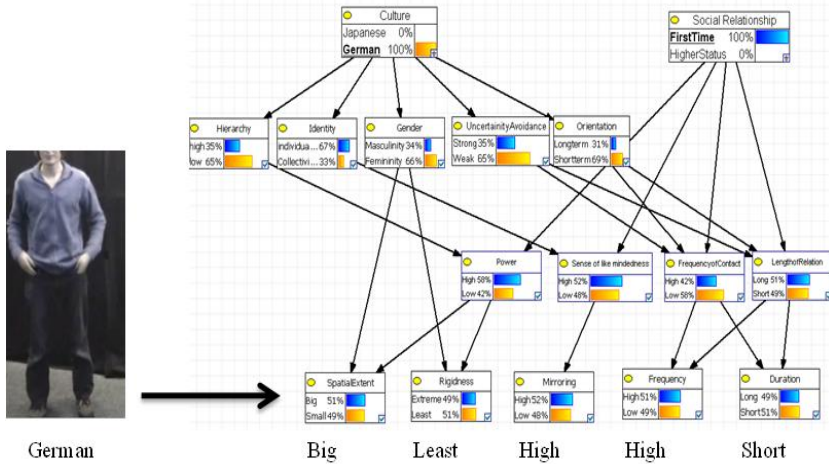 Culture
Japanese 0%
German 100%
Social Relationship
FirstTime 100%
HigherStatus 0%
Hierarchy
high 35%
low 65%
Identity
individua....67%
Collectivi...33%
Gender
Masculinity 34%
Femininity 66%
UncertainityAvoidance
Strong 35%
Weak 65%
Orientation
Longterm 31%
Shortterm 69%
Power
High 58%
Low 42%
Sense of like mindedness
High 52%
Low 48%
FrequencyofContact
High 42%
Low 58%
LengthofRelation
Long 51%
Short 49%
SpatialExtent
Big 51%
Small 49%
Rigidness
Extreme 49%
Least 51%
Mirroring
High 52%
Low 48%
Frequency
High 51%
Low 49%
Duration
Long 49%
Short 51%
German Big Least High High Short